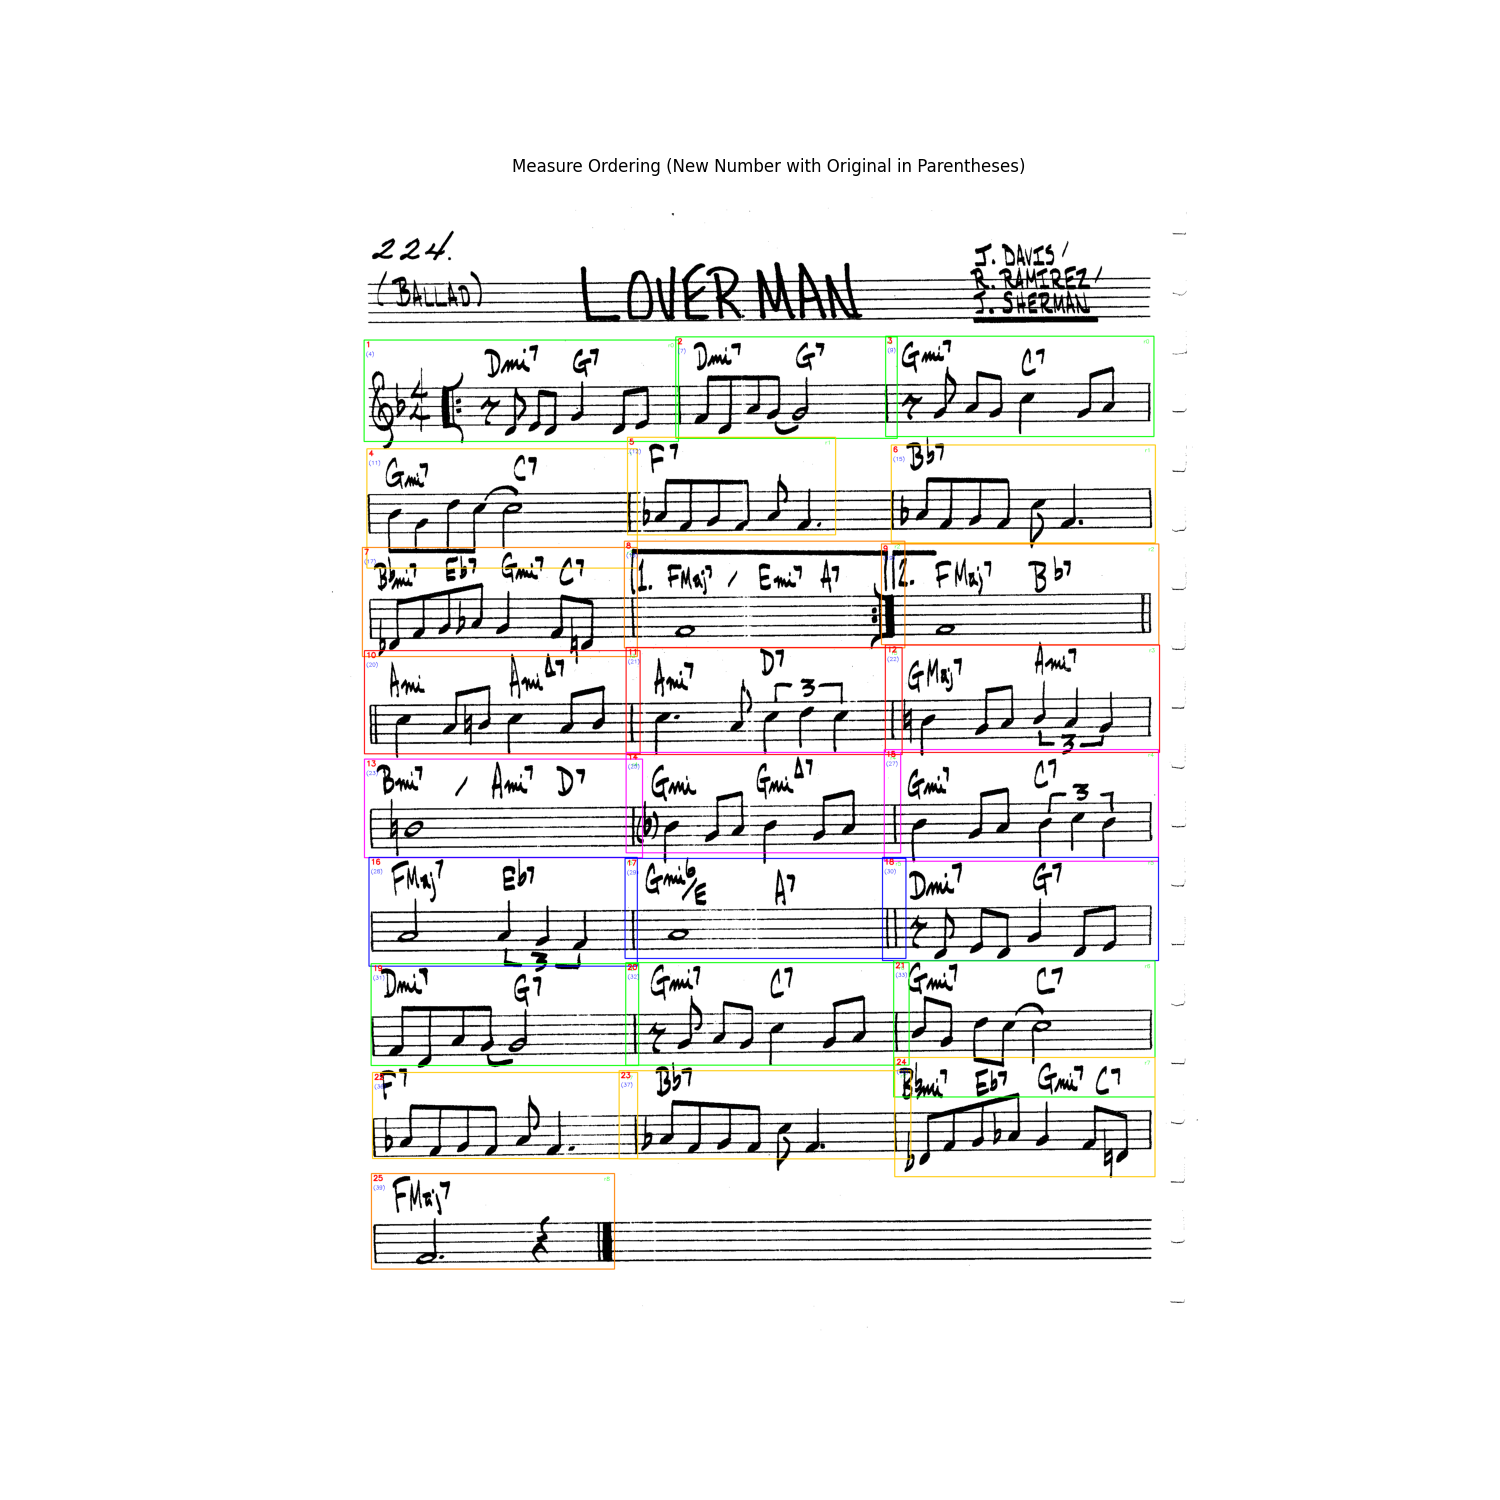 Measure Ordering (New Number with Original in Parentheses)
224.
(BALLAD)
LOVER MAN
J. DAVIS/
R. RAMIREZ/
J. SHERMAN
1 2 3
(4) (7) (9)
Dmi7 G7 Dmi7 G7 Gmi7 C7
4
4
4 5 6
(11) (12) (15)
Gmi7 C7 F7 Bb7
7 8 9
(17)
Bbmi7 Eb7 Gmi7 C7 1. FMaj7 / Emi7 A7 2. FMaj7 Bb7
10 11 12
(20) (21) (22)
Ami Ami△7 Ami7 D7 GMaj7 Ami7
3
3
13 14 15
(23) (25) (27)
Bmi7 / Ami7 D7 Gmi Gmi△7 Gmi7 C7
(b)
3
16 17 18
(28) (29) (30)
FMaj7 Eb7 Gmi6/E A7 Dmi7 G7
3
19 20 21
(31) (32) (33)
Dmi7 G7 Gmi7 C7 Gmi7 C7
22 23 24
(37)
F7 Bb7 Bbmi7 Eb7 Gmi7 C7
25
(39)
FMaj7